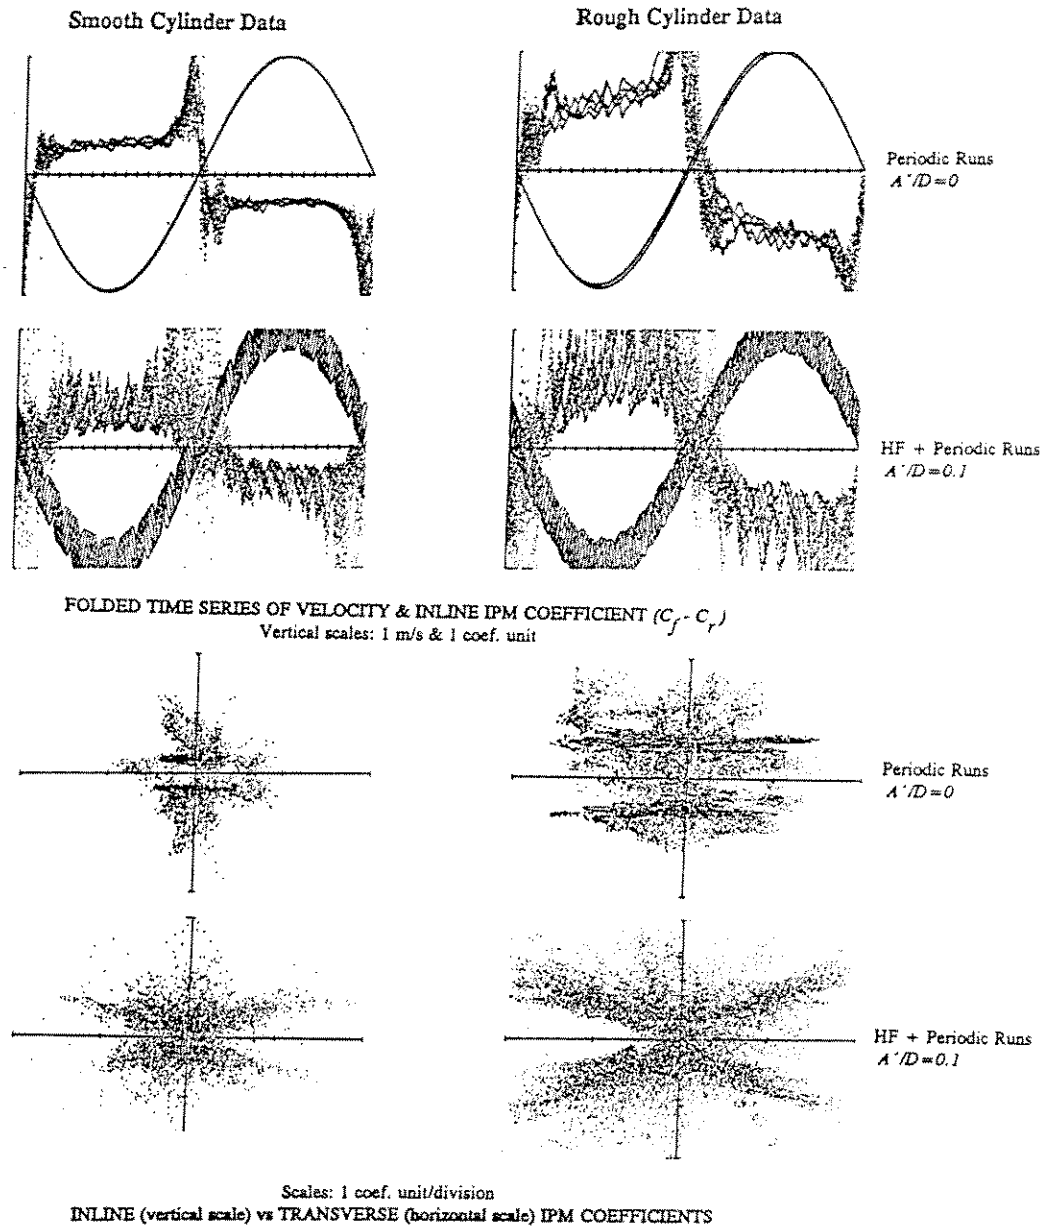 Smooth Cylinder Data
Rough Cylinder Data
Periodic Runs
A'/D=0
HF + Periodic Runs
A'/D=0.1
FOLDED TIME SERIES OF VELOCITY & INLINE IPM COEFFICIENT (Cf - Cr)
Vertical scales: 1 m/s & 1 coef. unit
Periodic Runs
A'/D=0
HF + Periodic Runs
A'/D=0.1
Scales: 1 coef. unit/division
INLINE (vertical scale) vs TRANSVERSE (horizontal scale) IPM COEFFICIENTS